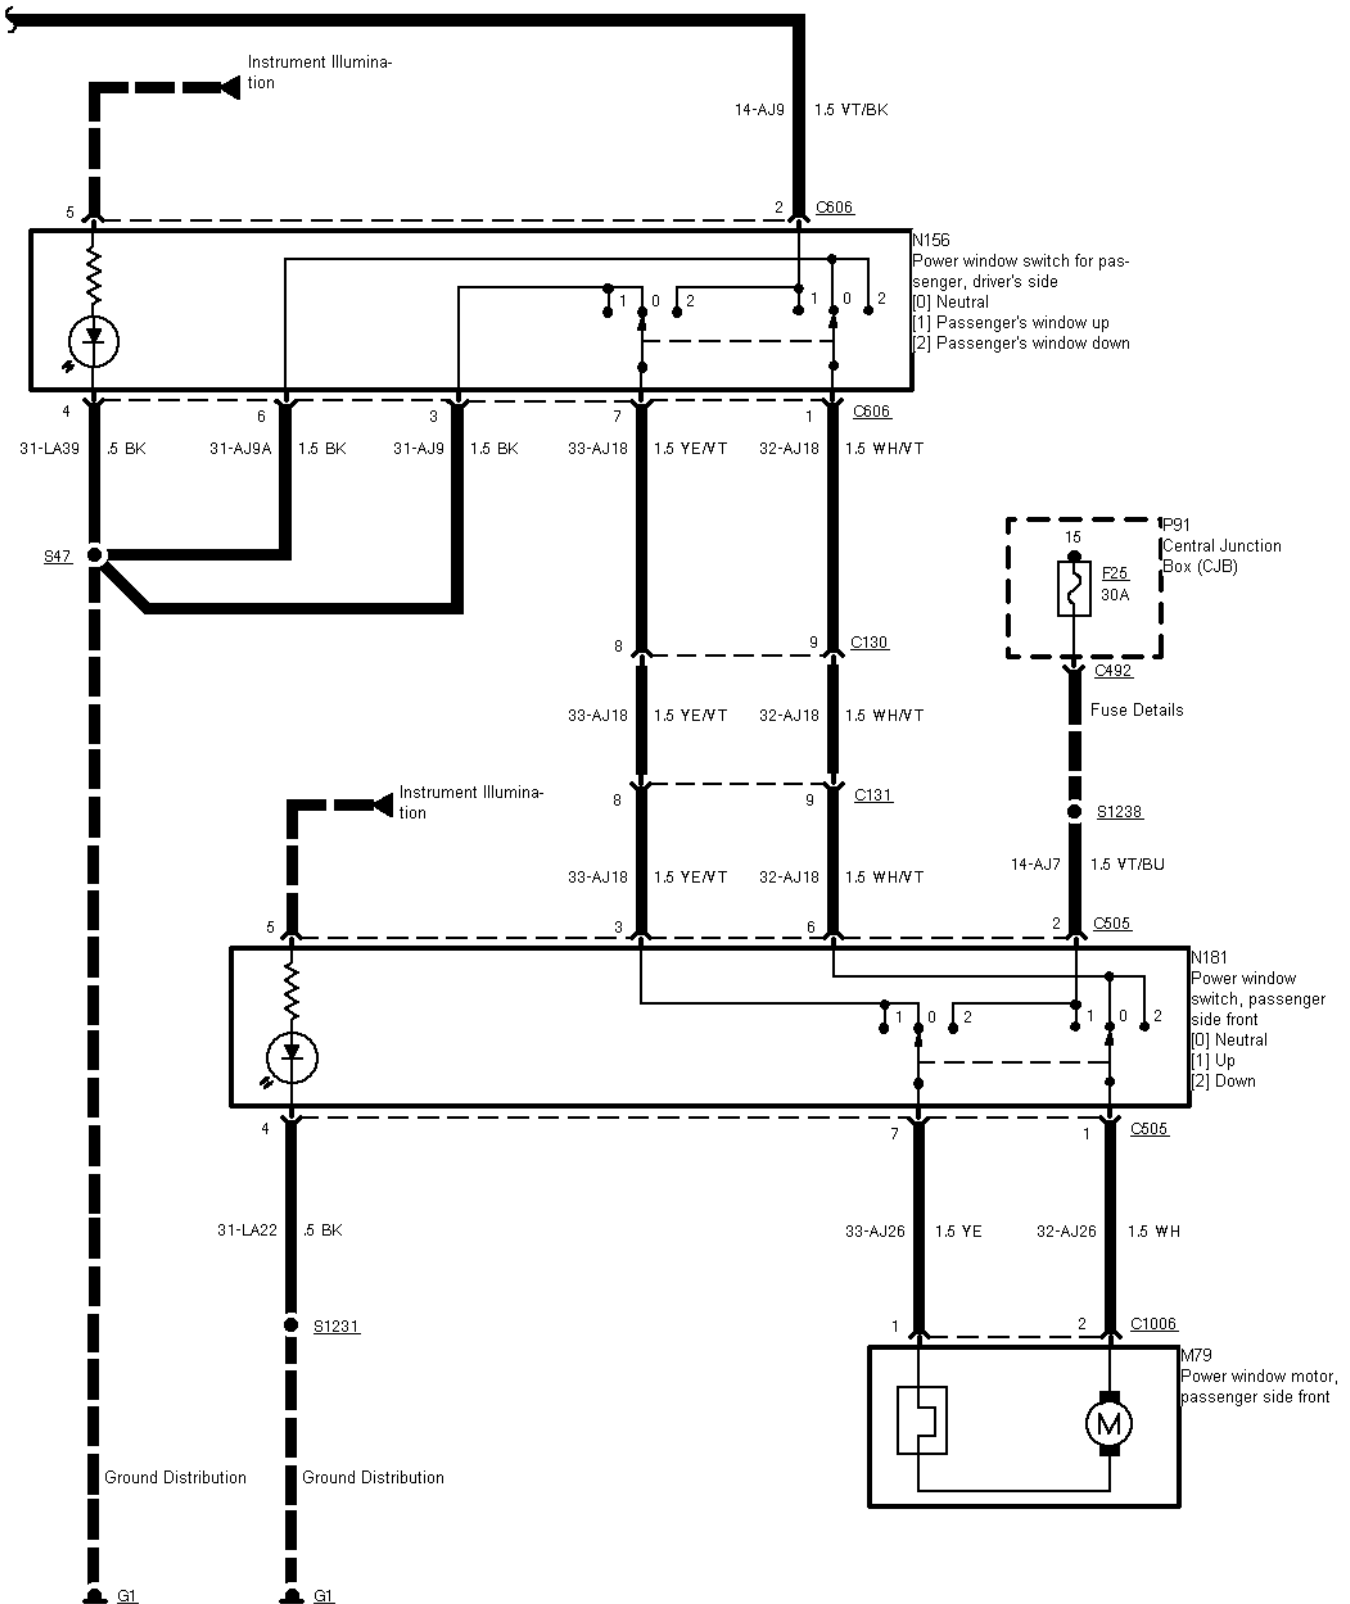 Instrument Illumina-
tion
14-AJ9 1.5 VT/BK
5 2 C606
N156
Power window switch for pas-
senger, driver's side
[0] Neutral
[1] Passenger's window up
[2] Passenger's window down
1 0 2 1 0 2
4 6 3 7 1 C606
31-LA39 .5 BK 31-AJ9A 1.5 BK 31-AJ9 1.5 BK 33-AJ18 1.5 YE/VT 32-AJ18 1.5 WH/VT
S47
P91
Central Junction
Box (CJB)
15
F25
30A
8 9 C130
C492
Fuse Details
33-AJ18 1.5 YE/VT 32-AJ18 1.5 WH/VT
Instrument Illumina-
tion
8 9 C131
S1238
14-AJ7 1.5 VT/BU
33-AJ18 1.5 YE/VT 32-AJ18 1.5 WH/VT
5 3 6 2 C505
N181
Power window
switch, passenger
side front
[0] Neutral
[1] Up
[2] Down
1 0 2 1 0 2
4 7 1 C505
31-LA22 .5 BK 33-AJ26 1.5 YE 32-AJ26 1.5 WH
S1231
1 2 C1006
M79
Power window motor,
passenger side front
M
Ground Distribution Ground Distribution
G1 G1